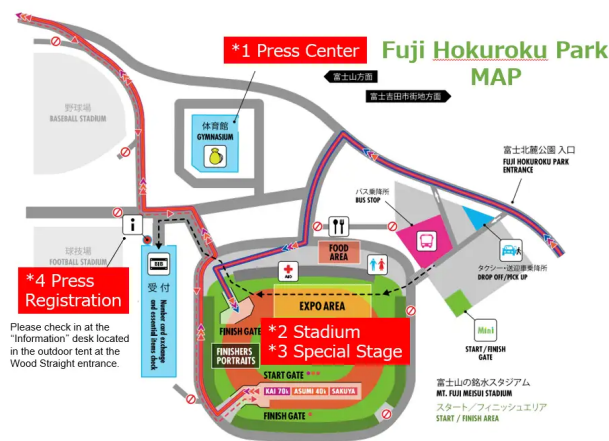 *1 Press Center
Fuji Hokuroku Park
MAP
富士山方面
富士吉田市街地方面
野球場
BASEBALL STADIUM
体育館
GYMNASIUM
富士北麓公園 入口
FUJI HOKUROKU PARK
ENTRANCE
バス乗降所
BUS STOP
タクシー・送迎車乗降所
DROP OFF/PICK UP
球技場
FOOTBALL STADIUM
i
BIB
*4 Press
Registration
受付
Number card exchange
and essential items check
Please check in at the
"Information" desk located
in the outdoor tent at the
Wood Straight entrance.
FOOD
AREA
AID
EXPO AREA
FINISH GATE
*2 Stadium
*3 Special Stage
FINISHERS
PORTRAITS
START GATE
KAI 70k
ASUMI 40k
SAKUYA
FINISH GATE
Mini
START/FINISH
GATE
富士山の銘水スタジアム
MT. FUJI MEISUI STADIUM
スタート/フィニッシュエリア
START / FINISH AREA